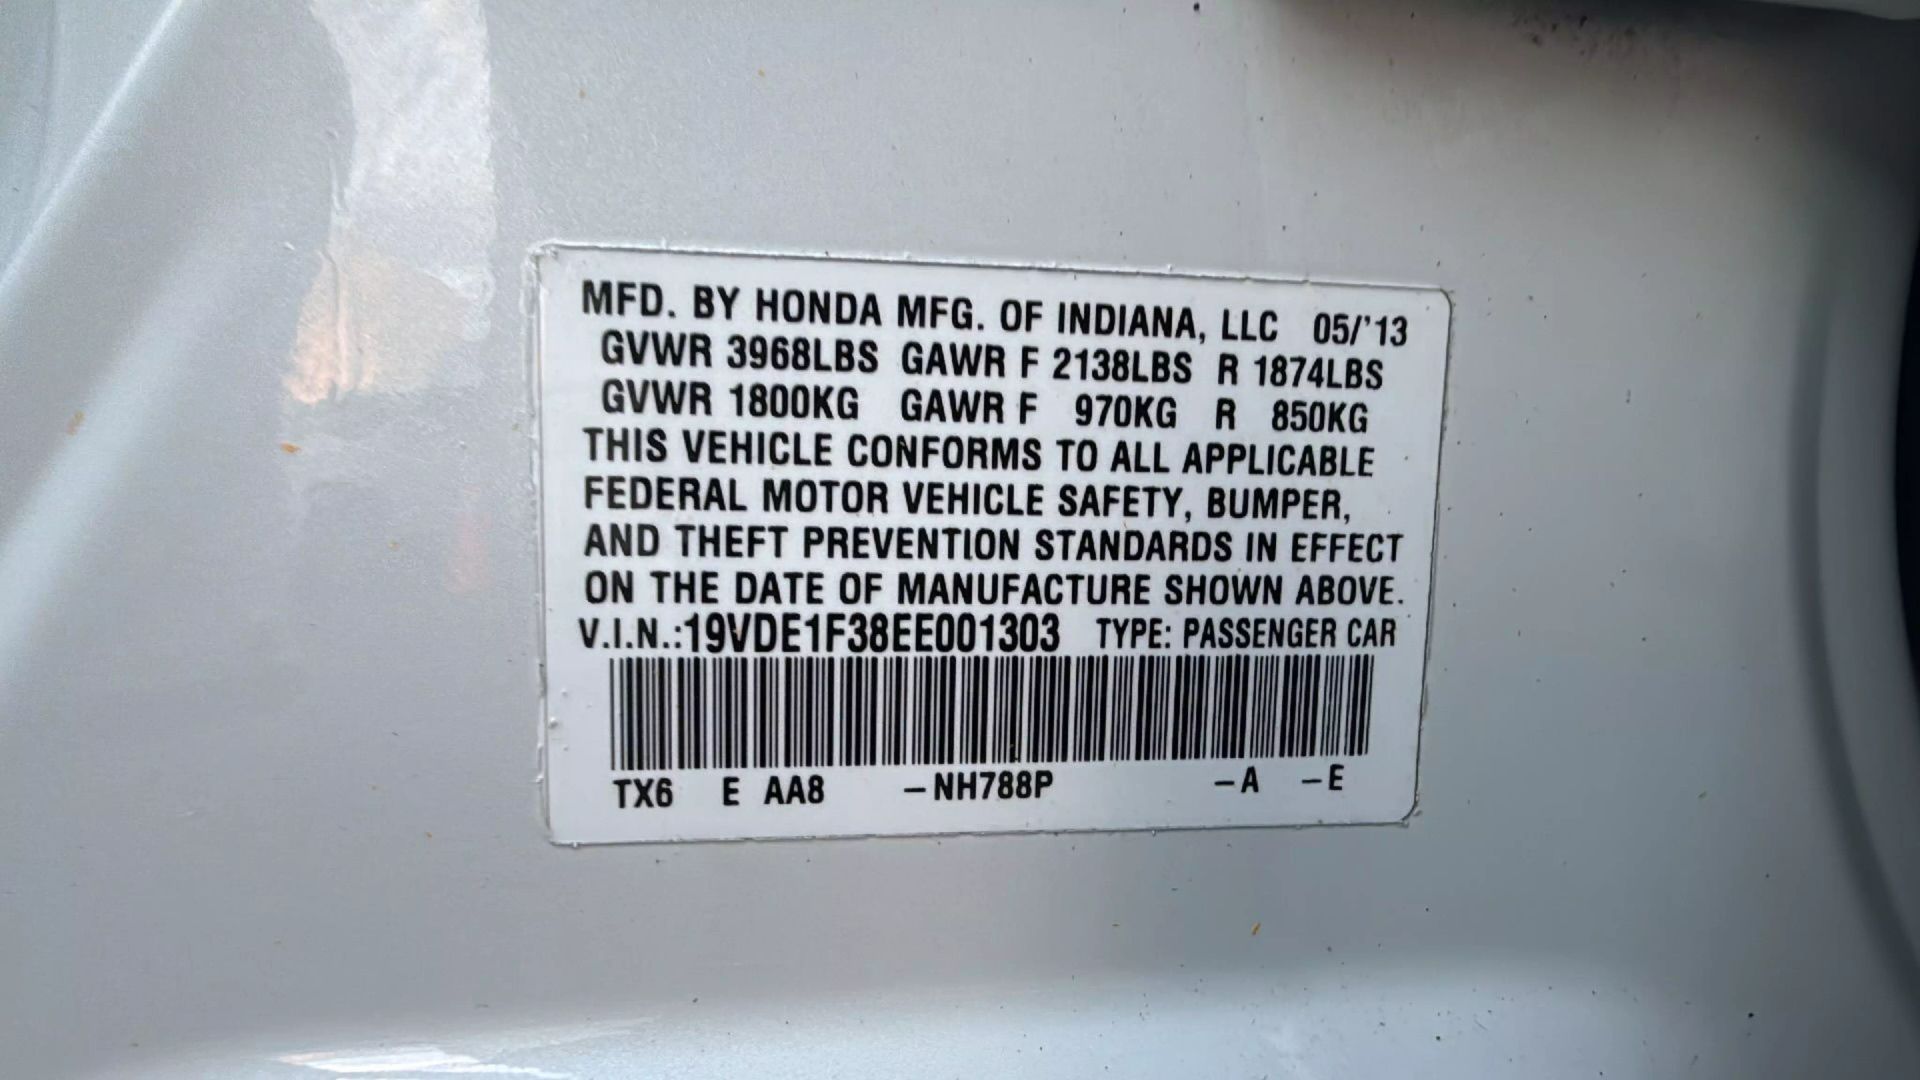 MFD. BY HONDA MFG. OF INDIANA, LLC 05/'13
GVWR 3968LBS GAWR F 2138LBS R 1874LBS
GVWR 1800KG GAWR F 970KG R 850KG
THIS VEHICLE CONFORMS TO ALL APPLICABLE
FEDERAL MOTOR VEHICLE SAFETY, BUMPER,
AND THEFT PREVENTION STANDARDS IN EFFECT
ON THE DATE OF MANUFACTURE SHOWN ABOVE.
V.I.N.:19VDE1F38EE001303 TYPE: PASSENGER CAR
TX6 E AA8 –NH788P –A –E